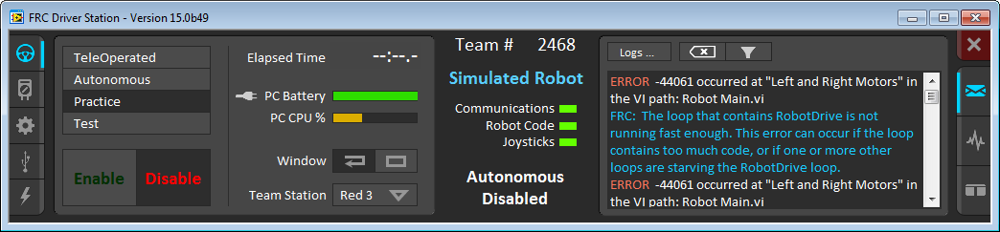 FRC Driver Station - Version 15.0b49
TeleOperated
Autonomous
Practice
Test
Enable
Disable
Elapsed Time --:--.-
PC Battery
PC CPU %
Window
Team Station Red 3
Team # 2468
Simulated Robot
Communications
Robot Code
Joysticks
Autonomous
Disabled
Logs ...
ERROR -44061 occurred at "Left and Right Motors" in
the VI path: Robot Main.vi
FRC: The loop that contains RobotDrive is not
running fast enough. This error can occur if the loop
contains too much code, or if one or more other
loops are starving the RobotDrive loop.
ERROR -44061 occurred at "Left and Right Motors" in
the VI path: Robot Main.vi